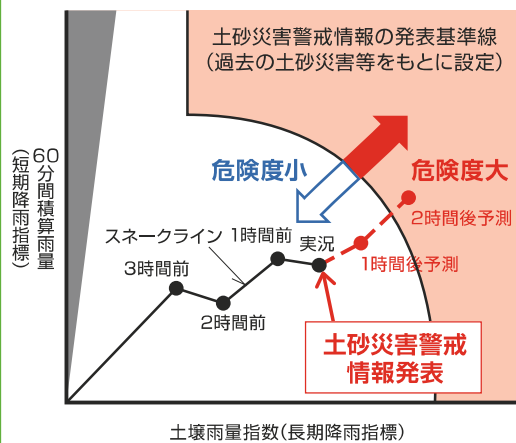 土砂災害警戒情報の発表基準線
（過去の土砂災害等をもとに設定）
危険度小
危険度大
60分間積算雨量
（短期降雨指標）
スネークライン
1時間前
実況
2時間後予測
1時間後予測
3時間前
2時間前
土砂災害警戒
情報発表
土壌雨量指数（長期降雨指標）